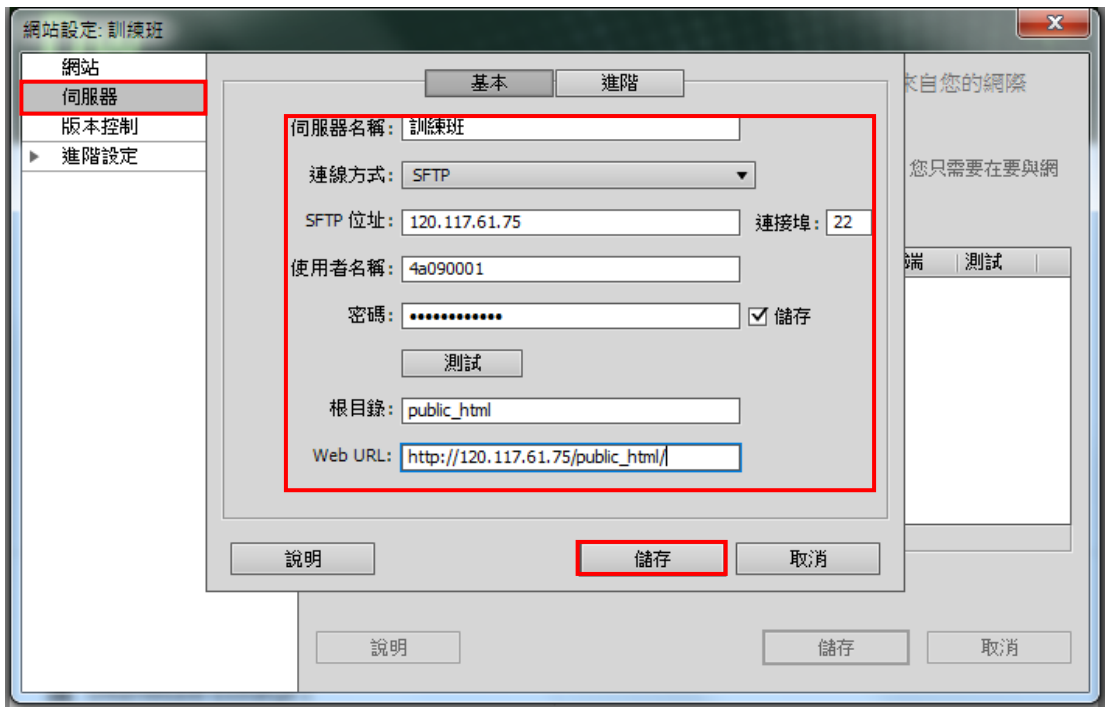 網站設定: 訓練班
網站
伺服器
版本控制
進階設定
基本 進階
伺服器名稱: 訓練班
連線方式: SFTP
SFTP 位址: 120.117.61.75 連接埠: 22
使用者名稱: 4a090001
密碼: •••••••••••• 儲存
測試
根目錄: public_html
Web URL: http://120.117.61.75/public_html/
說明 儲存 取消
來自您的網際
您只需要在要與網
端 測試
說明 儲存 取消